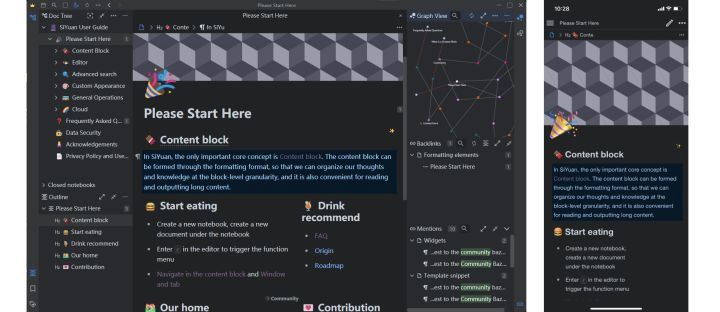 Please Start Here
Doc Tree
SiYuan User Guide
Please Start Here
Content Block
Editor
Advanced search
Custom Appearance
General Operations
Cloud
Frequently Asked Q...
Data Security
Acknowledgements
Privacy Policy and Use...
Closed notebooks
Outline
Please Start Here
H₂ Content block
H₂ Start eating
H₂ Drink recommend
H₂ Our home
H₂ Contribution
H₂ Conte > ¶ In SiYu
Please Start Here
Content block
In SiYuan, the only important core concept is Content Block. The content block can
be formed through the formatting format, so that we can organize our thoughts
and knowledge at the block-level granularity, and it is also convenient for reading
and outputting long content.
Start eating
• Create a new notebook, create a new
document under the notebook
• Enter / in the editor to trigger the function
menu
• Navigate in the content block and Window
and tab
Drink
recommend
• FAQ
• Origin
• Roadmap
Our home
Community
Contribution
Graph View
Backlinks 1
Formatting elements 1
¶ Please Start Here
Mentions 10
Widgets 2
¶ ...est to the community baz...
¶ ...est to the Community Baz...
Template snippet 2
¶ ...est to the community baz...
¶ ...est to the Community Baz...
10:28
Please Start Here
H₂ Conte
Content block
In SiYuan, the only important core concept is
Content Block. The content block can be formed
through the formatting format, so that we can
organize our thoughts and knowledge at the
block-level granularity, and it is also convenient
for reading and outputting long content.
Start eating
• Create a new notebook,
create a new document
under the notebook
• Enter / in the editor to
trigger the function menu